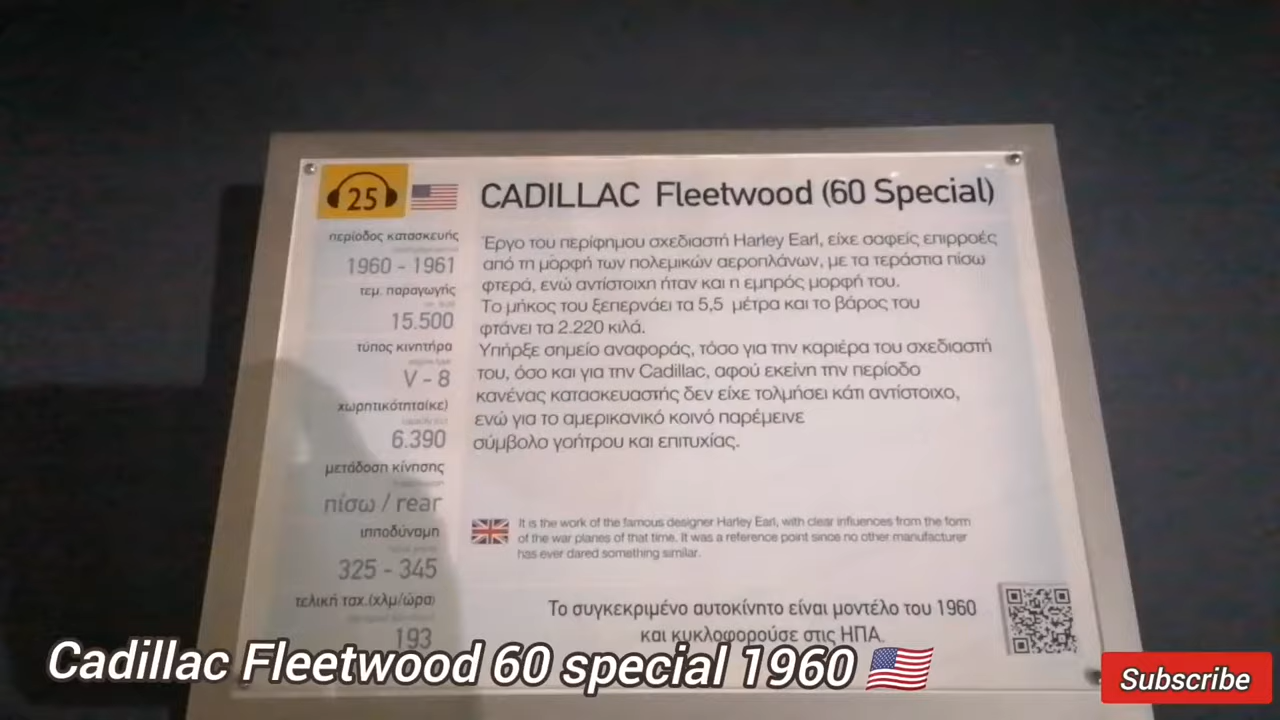 25
CADILLAC Fleetwood (60 Special)
περίοδος κατασκευής
1960 - 1961
τεμ. παραγωγής
15.500
τύπος κινητήρα
V - 8
χωρητικότητα(κε)
6.390
μετάδοση κίνησης
πίσω / rear
ιπποδύναμη
325 - 345
τελική ταχ.(χλμ/ώρα)
193
Έργο του περίφημου σχεδιαστή Harley Earl, είχε σαφείς επιρροές
από τη μορφή των πολεμικών αεροπλάνων, με τα τεράστια πίσω
φτερά, ενώ αντίστοιχη ήταν και η εμπρός μορφή του.
Το μήκος του ξεπερνάει τα 5,5 μέτρα και το βάρος του
φτάνει τα 2.220 κιλά.
Υπήρξε σημείο αναφοράς, τόσο για την καριέρα του σχεδιαστή
του, όσο και για την Cadillac, αφού εκείνη την περίοδο
κανένας κατασκευαστής δεν είχε τολμήσει κάτι αντίστοιχο,
ενώ για το αμερικανικό κοινό παρέμεινε
σύμβολο γοήτρου και επιτυχίας.
It is the work of the famous designer Harley Earl, with clear influences from the form
of the war planes of that time. It was a reference point since no other manufacturer
has ever dared something similar.
Το συγκεκριμένο αυτοκίνητο είναι μοντέλο του 1960
και κυκλοφορούσε στις ΗΠΑ.
Cadillac Fleetwood 60 special 1960
Subscribe